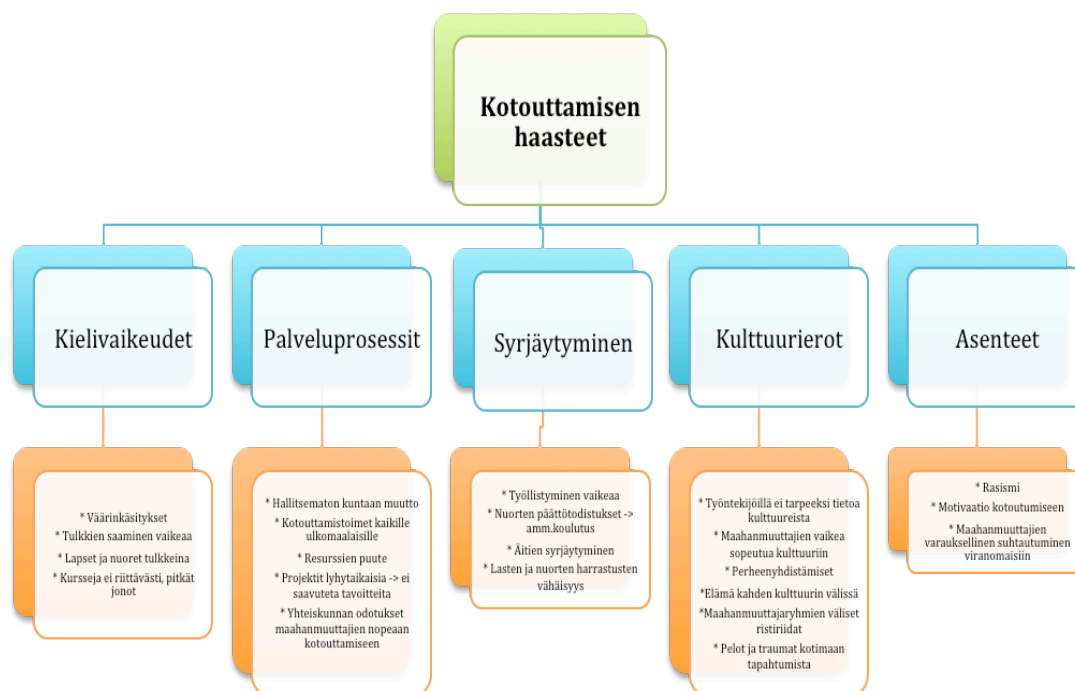 Kotouttamisen
haasteet
Kielivaikeudet
Palveluprosessit
Syrjäytyminen
Kulttuurierot
Asenteet
* Väärinkäsitykset
* Tulkkien saaminen vaikeaa
* Lapset ja nuoret tulkkeina
* Kursseja ei riittävästi, pitkät
jonot
* Hallitsematon kuntaan muutto
* Kotouttamistoimet kaikille
ulkomaalaisille
* Resurssien puute
* Projektit lyhytaikaisia -> ei
saavuteta tavoitteita
* Yhteiskunnan odotukset
maahanmuuttajien nopeaan
kotouttamiseen
* Työllistyminen vaikeaa
* Nuorten päättötodistukset ->
amm.koulutus
* Äitien syrjäytyminen
* Lasten ja nuorten harrastusten
vähäisyys
* Työntekijöillä ei tarpeeksi tietoa
kulttuureista
* Maahanmuuttajien vaikea
sopeutua kulttuuriin
* Perheenyhdistämiset
*Elämä kahden kulttuurin välissä
*Maahanmuuttajaryhmien väliset
ristiriidat
* Pelot ja traumat kotimaan
tapahtumista
* Rasismi
* Motivaatio kotoutumiseen
* Maahanmuuttajien
varauksellinen suhtautuminen
viranomaisiin